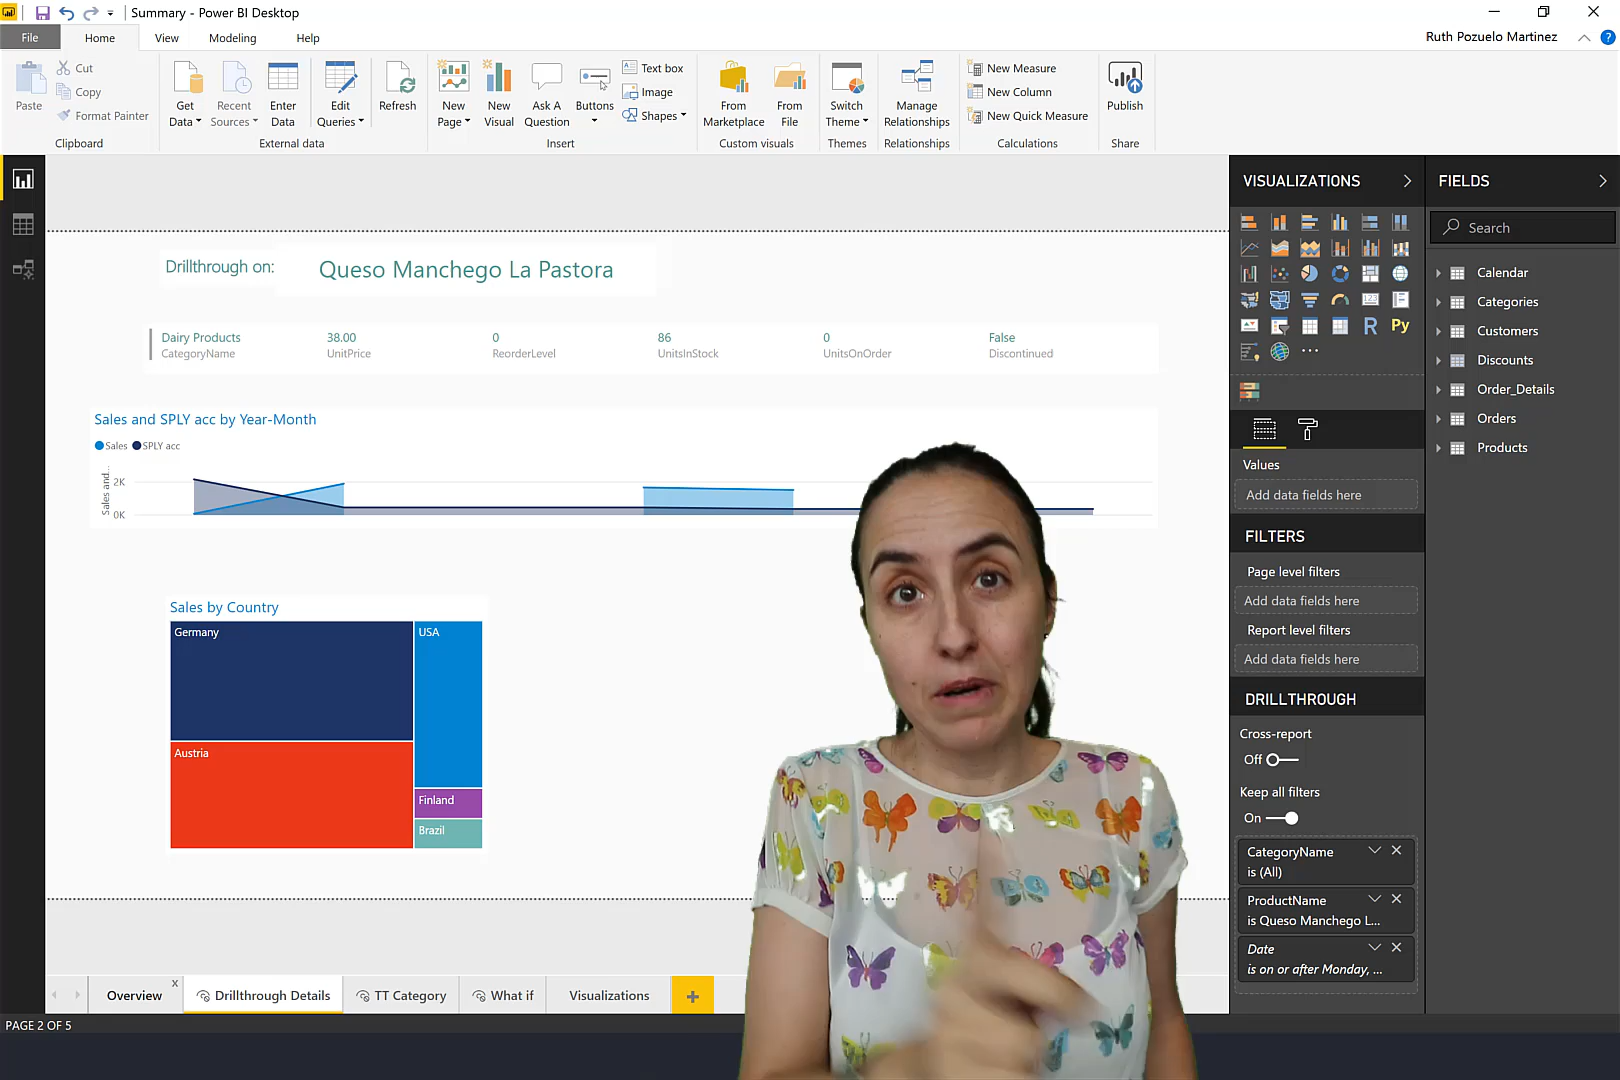 Summary - Power BI Desktop
File Home View Modeling Help
Ruth Pozuelo Martinez
?
Paste
Cut
Copy
Format Painter
Clipboard
Get Data
Recent Sources
Enter Data
Edit Queries
Refresh
External data
New Page
New Visual
Ask A Question
Buttons
Text box
Image
Shapes
Insert
From Marketplace
From File
Custom visuals
Switch Theme
Themes
Manage Relationships
Relationships
New Measure
New Column
New Quick Measure
Calculations
Publish
Share
Drillthrough on: Queso Manchego La Pastora
Dairy Products 38.00 0 86 0 False
CategoryName UnitPrice ReorderLevel UnitsInStock UnitsOnOrder Discontinued
Sales and SPLY acc by Year-Month
Sales SPLY acc
Sales and...
2K
0K
Sales by Country
Germany
USA
Austria
Finland
Brazil
VISUALIZATIONS
123
R Py
...
Values
Add data fields here
FILTERS
Page level filters
Add data fields here
Report level filters
Add data fields here
DRILLTHROUGH
Cross-report
Off
Keep all filters
On
CategoryName
is (All)
ProductName
is Queso Manchego L...
Date
is on or after Monday, ...
FIELDS
Search
Calendar
Categories
Customers
Discounts
Order_Details
Orders
Products
Overview x Drillthrough Details TT Category What if Visualizations +
PAGE 2 OF 5